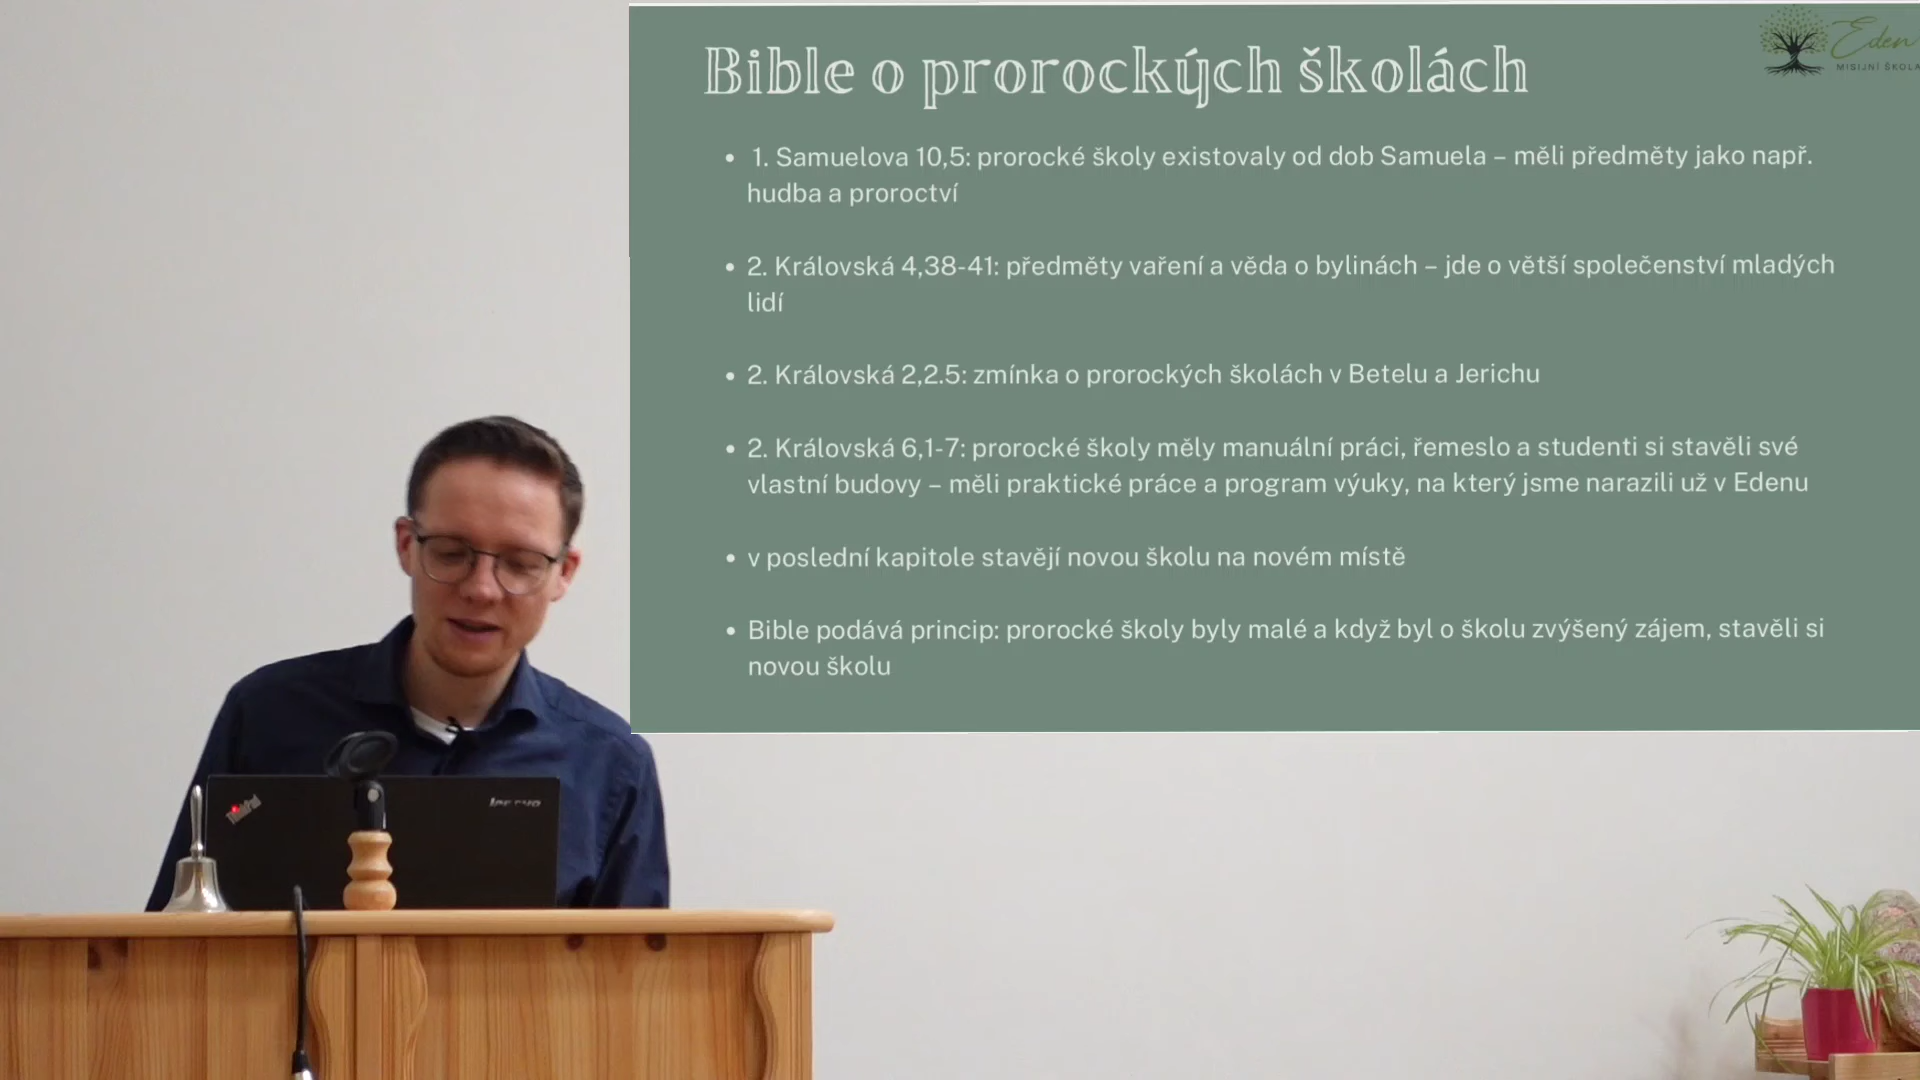 Bible o prorockých školách
Eden
MISIJNÍ ŠKOLA
1. Samuelova 10,5: prorocké školy existovaly od dob Samuela – měli předměty jako např.
hudba a proroctví
2. Královská 4,38-41: předměty vaření a věda o bylinách – jde o větší společenství mladých
lidí
2. Královská 2,2.5: zmínka o prorockých školách v Betelu a Jerichu
2. Královská 6,1-7: prorocké školy měly manuální práci, řemeslo a studenti si stavěli své
vlastní budovy – měli praktické práce a program výuky, na který jsme narazili už v Edenu
v poslední kapitole stavějí novou školu na novém místě
Bible podává princip: prorocké školy byly malé a když byl o školu zvýšený zájem, stavěli si
novou školu
ThinkPad
lenovo